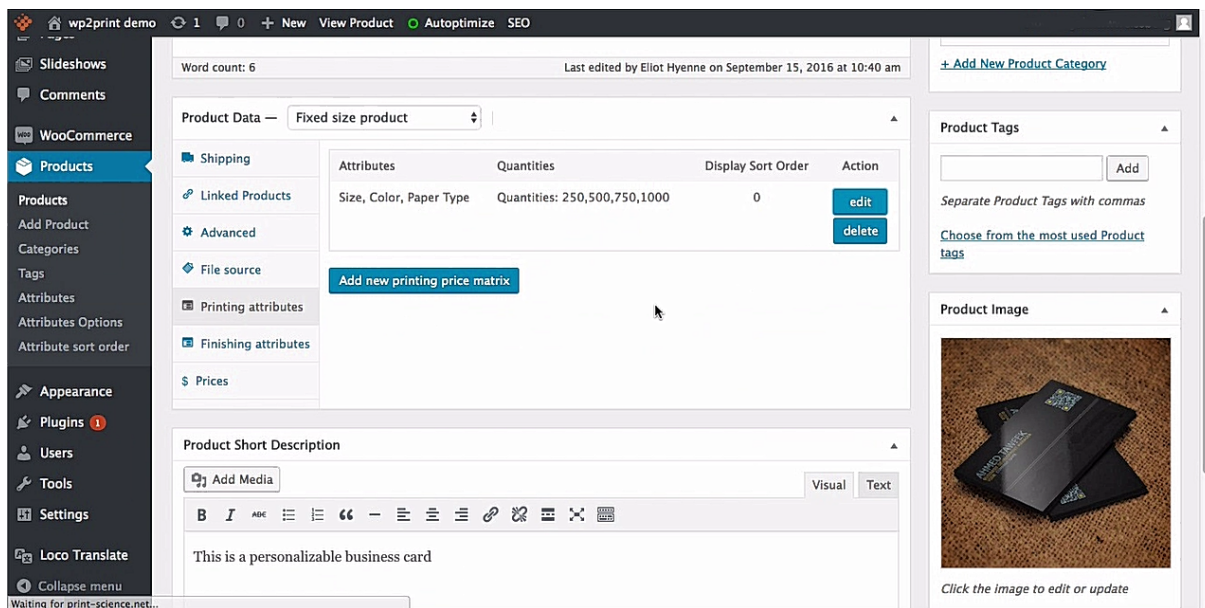 wp2print demo 1 0 + New View Product Autoptimize SEO
Slideshows
Comments
WooCommerce
Products
Products
Add Product
Categories
Tags
Attributes
Attributes Options
Attribute sort order
Appearance
Plugins 1
Users
Tools
Settings
Loco Translate
Collapse menu
Waiting for print-science.net...
Word count: 6 Last edited by Eliot Hyenne on September 15, 2016 at 10:40 am
Product Data — Fixed size product
Shipping
Linked Products
Advanced
File source
Printing attributes
Finishing attributes
$ Prices
Attributes Quantities Display Sort Order Action
Size, Color, Paper Type Quantities: 250,500,750,1000 0 edit
delete
Add new printing price matrix
Product Short Description
Add Media Visual Text
B I ABC
This is a personalizable business card
+ Add New Product Category
Product Tags
Add
Separate Product Tags with commas
Choose from the most used Product
tags
Product Image
AHMED TAWFEK
Click the image to edit or update